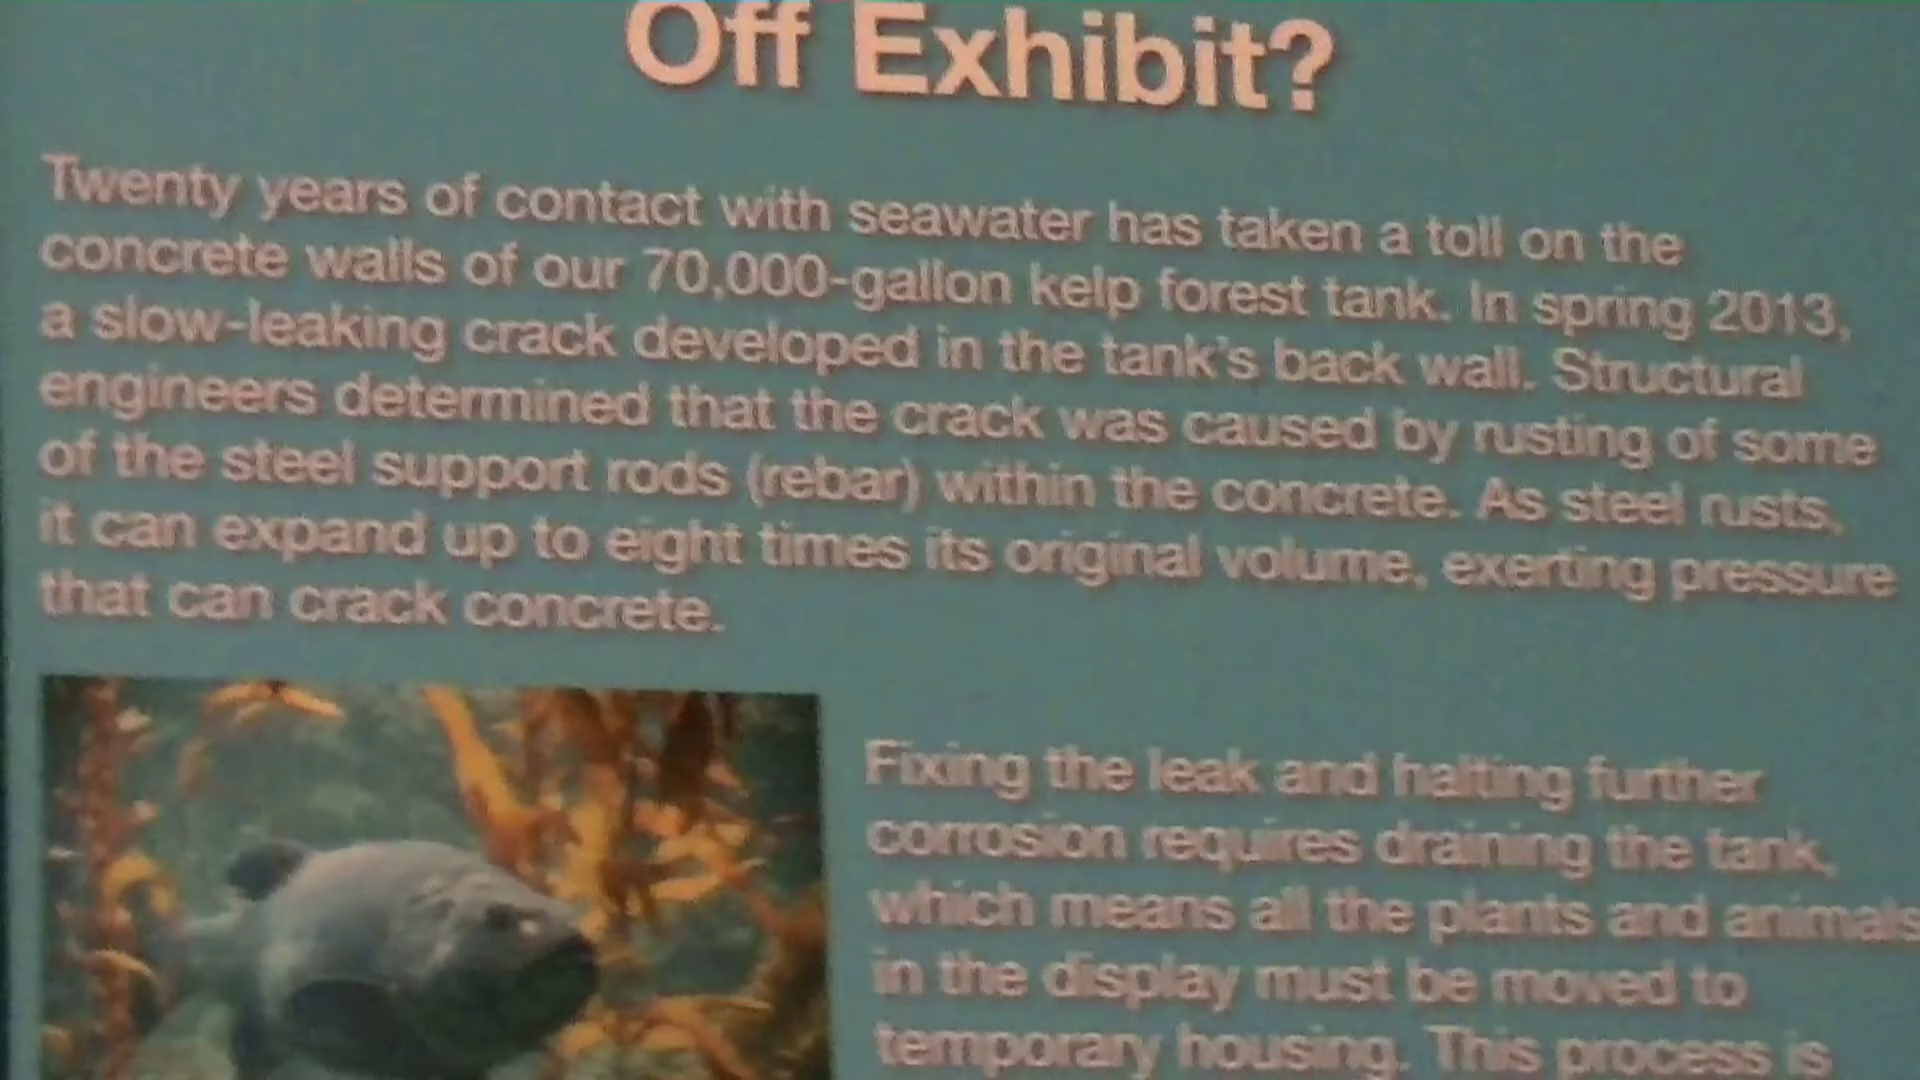 Off Exhibit?
Twenty years of contact with seawater has taken a toll on the
concrete walls of our 70,000-gallon kelp forest tank. In spring 2013,
a slow-leaking crack developed in the tank's back wall. Structural
engineers determined that the crack was caused by rusting of some
of the steel support rods (rebar) within the concrete. As steel rusts,
it can expand up to eight times its original volume, exerting pressure
that can crack concrete.
Fixing the leak and halting further
corrosion requires draining the tank,
which means all the plants and animals
in the display must be moved to
temporary housing. This process is